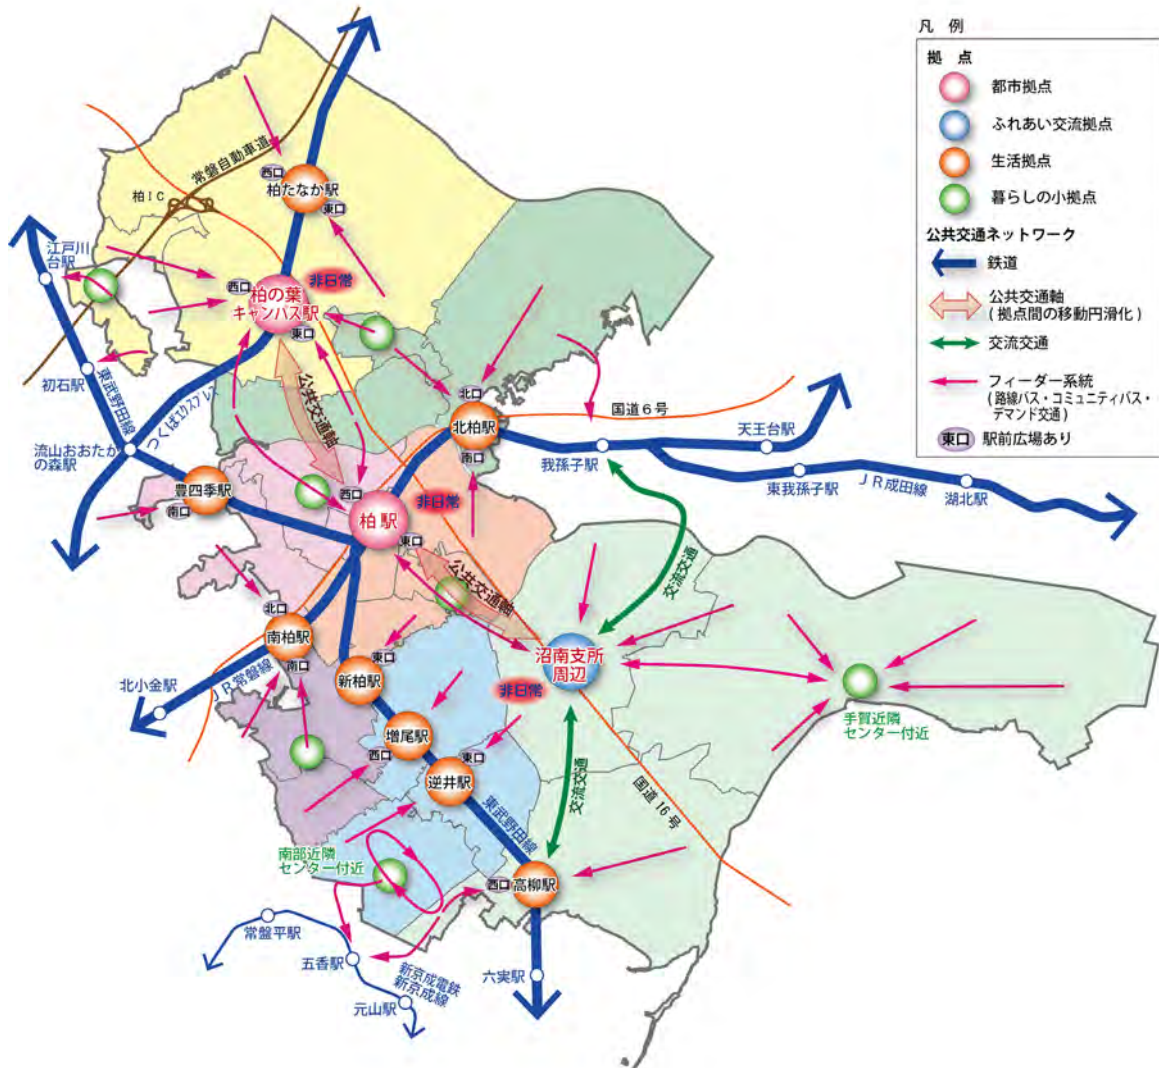 凡 例
拠 点
都市拠点
ふれあい交流拠点
生活拠点
暮らしの小拠点
公共交通ネットワーク
鉄道
公共交通軸
(拠点間の移動円滑化)
交流交通
フィーダー系統
(路線バス・コミュニティバス・
デマンド交通)
東口
駅前広場あり
常磐自動車道
柏IC
西口
柏たなか駅
東口
江戸川
台駅
西口
非日常
柏の葉
キャンパス駅
東口
初石駅
東武野田線
つくばエクスプレス
公共交通軸
北口
北柏駅
南口
国道6号
天王台駅
我孫子駅
東我孫子駅
JR成田線
湖北駅
流山おおたか
の森駅
豊四季駅
南口
西口
非日常
柏駅
東口
公共交通軸
交流交通
北口
南柏駅
南口
JR常磐線
北小金駅
東口
新柏駅
沼南支所
周辺
非日常
手賀近隣
センター付近
増尾駅
西口
東口
逆井駅
交流交通
国道16号
東武野田線
南部近隣
センター付近
西口
高柳駅
常盤平駅
五香駅
新京成電鉄
新京成線
元山駅
六実駅